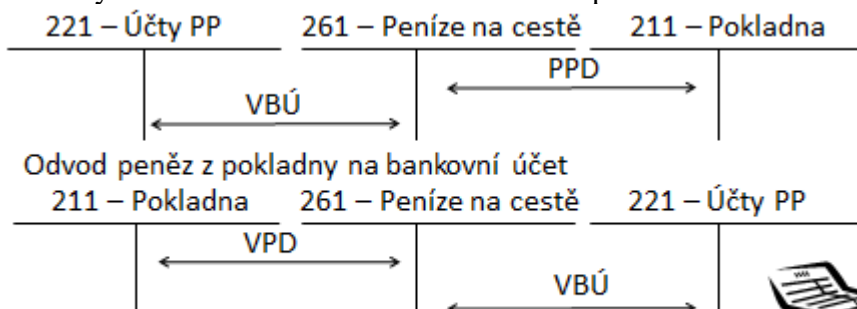 221 – Účty PP 261 – Peníze na cestě 211 – Pokladna
PPD
VBÚ
Odvod peněz z pokladny na bankovní účet
211 – Pokladna 261 – Peníze na cestě 221 – Účty PP
VPD
VBÚ